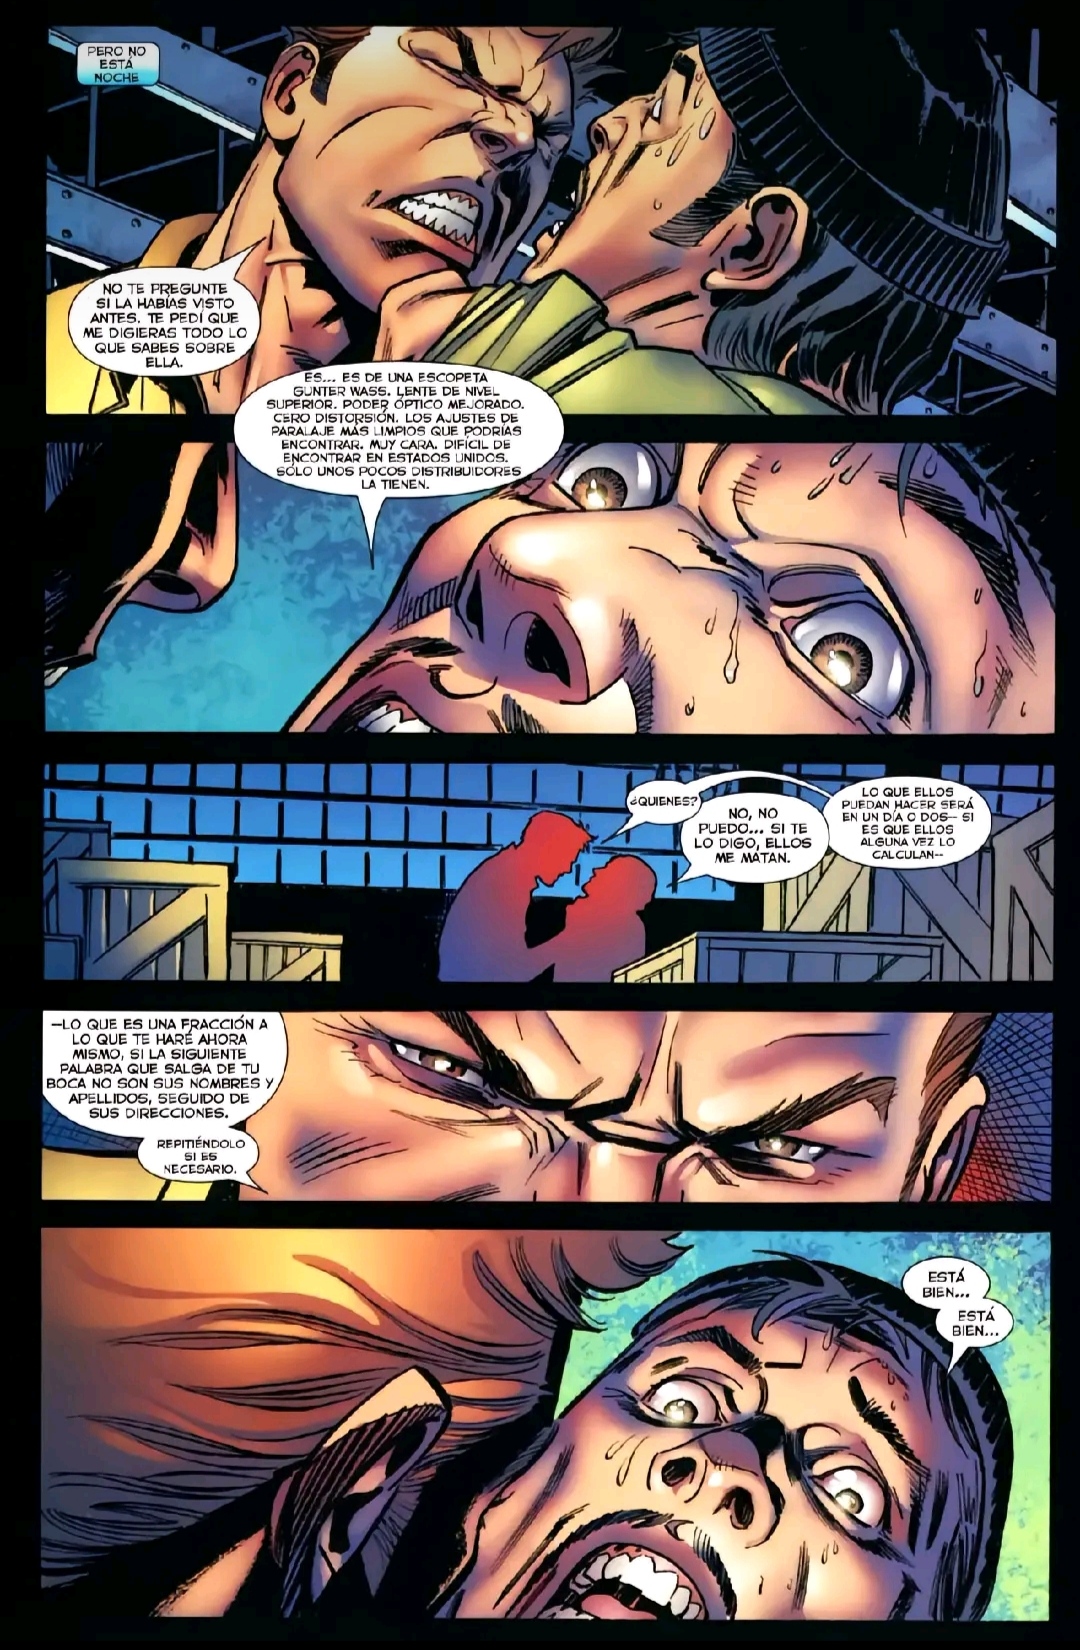 PERO NO
ESTÁ
NOCHE
NO TE PREGUNTE
SI LA HABÍAS VISTO
ANTES. TE PEDÍ QUE
ME DIGIERAS TODO LO
QUE SABES SOBRE
ELLA.
ES... ES DE UNA ESCOPETA
GUNTER WASS. LENTE DE NIVEL
SUPERIOR. PODER ÓPTICO MEJORADO.
CERO DISTORSIÓN. LOS AJUSTES DE
PARALAJE MÁS LIMPIOS QUE PODRÍAS
ENCONTRAR. MUY CARA. DIFÍCIL DE
ENCONTRAR EN ESTADOS UNIDOS.
SÓLO UNOS POCOS DISTRIBUIDORES
LA TIENEN.
¿QUIENES?
NO, NO
PUEDO... SI TE
LO DIGO, ELLOS
ME MATAN.
LO QUE ELLOS
PUEDAN HACER SERÁ
EN UN DÍA O DOS— SI
ES QUE ELLOS
ALGUNA VEZ LO
CALCULAN—
—LO QUE ES UNA FRACCIÓN A
LO QUE TE HARÉ AHORA
MISMO, SI LA SIGUIENTE
PALABRA QUE SALGA DE TU
BOCA NO SON SUS NOMBRES Y
APELLIDOS, SEGUIDO DE
SUS DIRECCIONES.
REPITIÉNDOLO
SI ES
NECESARIO.
ESTÁ
BIEN...
ESTÁ
BIEN...